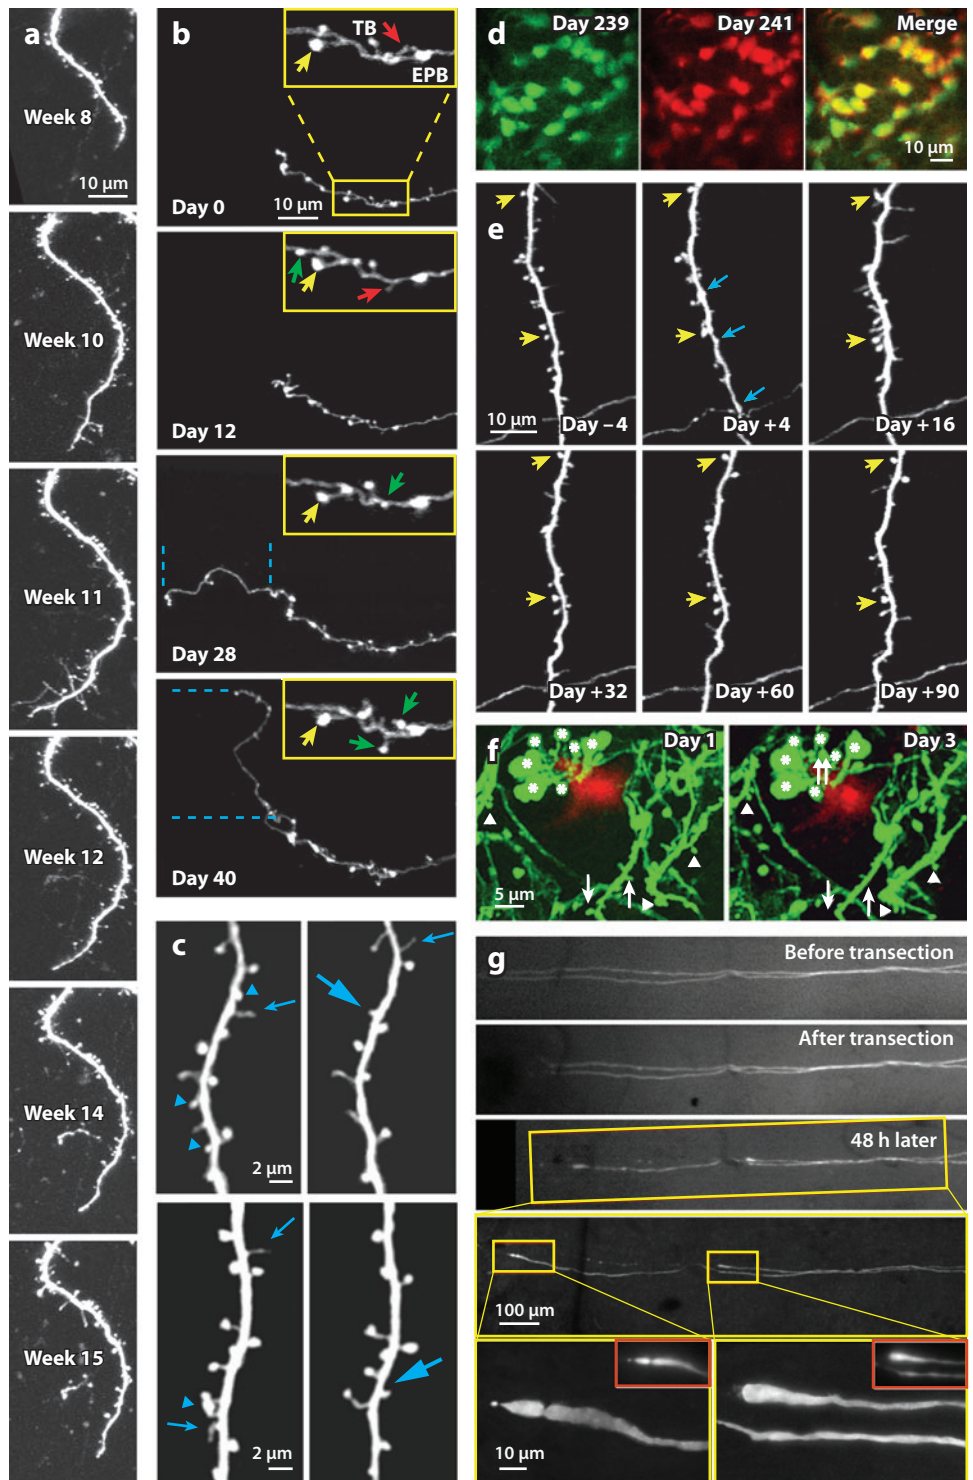 a
Week 8
10 μm
Week 10
Week 11
Week 12
Week 14
Week 15
b
TB
EPB
10 μm
Day 0
Day 12
Day 28
Day 40
c
2 μm
2 μm
d
Day 239
Day 241
Merge
10 μm
e
10 μm
Day –4
Day +4
Day +16
Day +32
Day +60
Day +90
f
Day 1
Day 3
5 μm
g
Before transection
After transection
48 h later
100 μm
10 μm